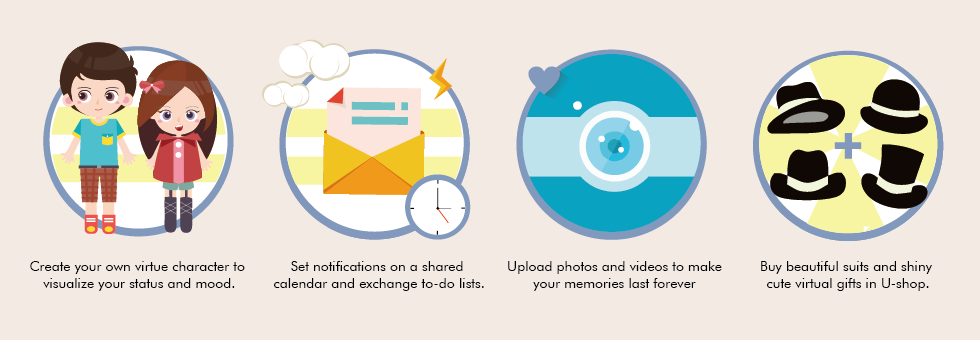 Create your own virtue character to
visualize your status and mood.
Set notifications on a shared
calendar and exchange to-do lists.
Upload photos and videos to make
your memories last forever
Buy beautiful suits and shiny
cute virtual gifts in U-shop.